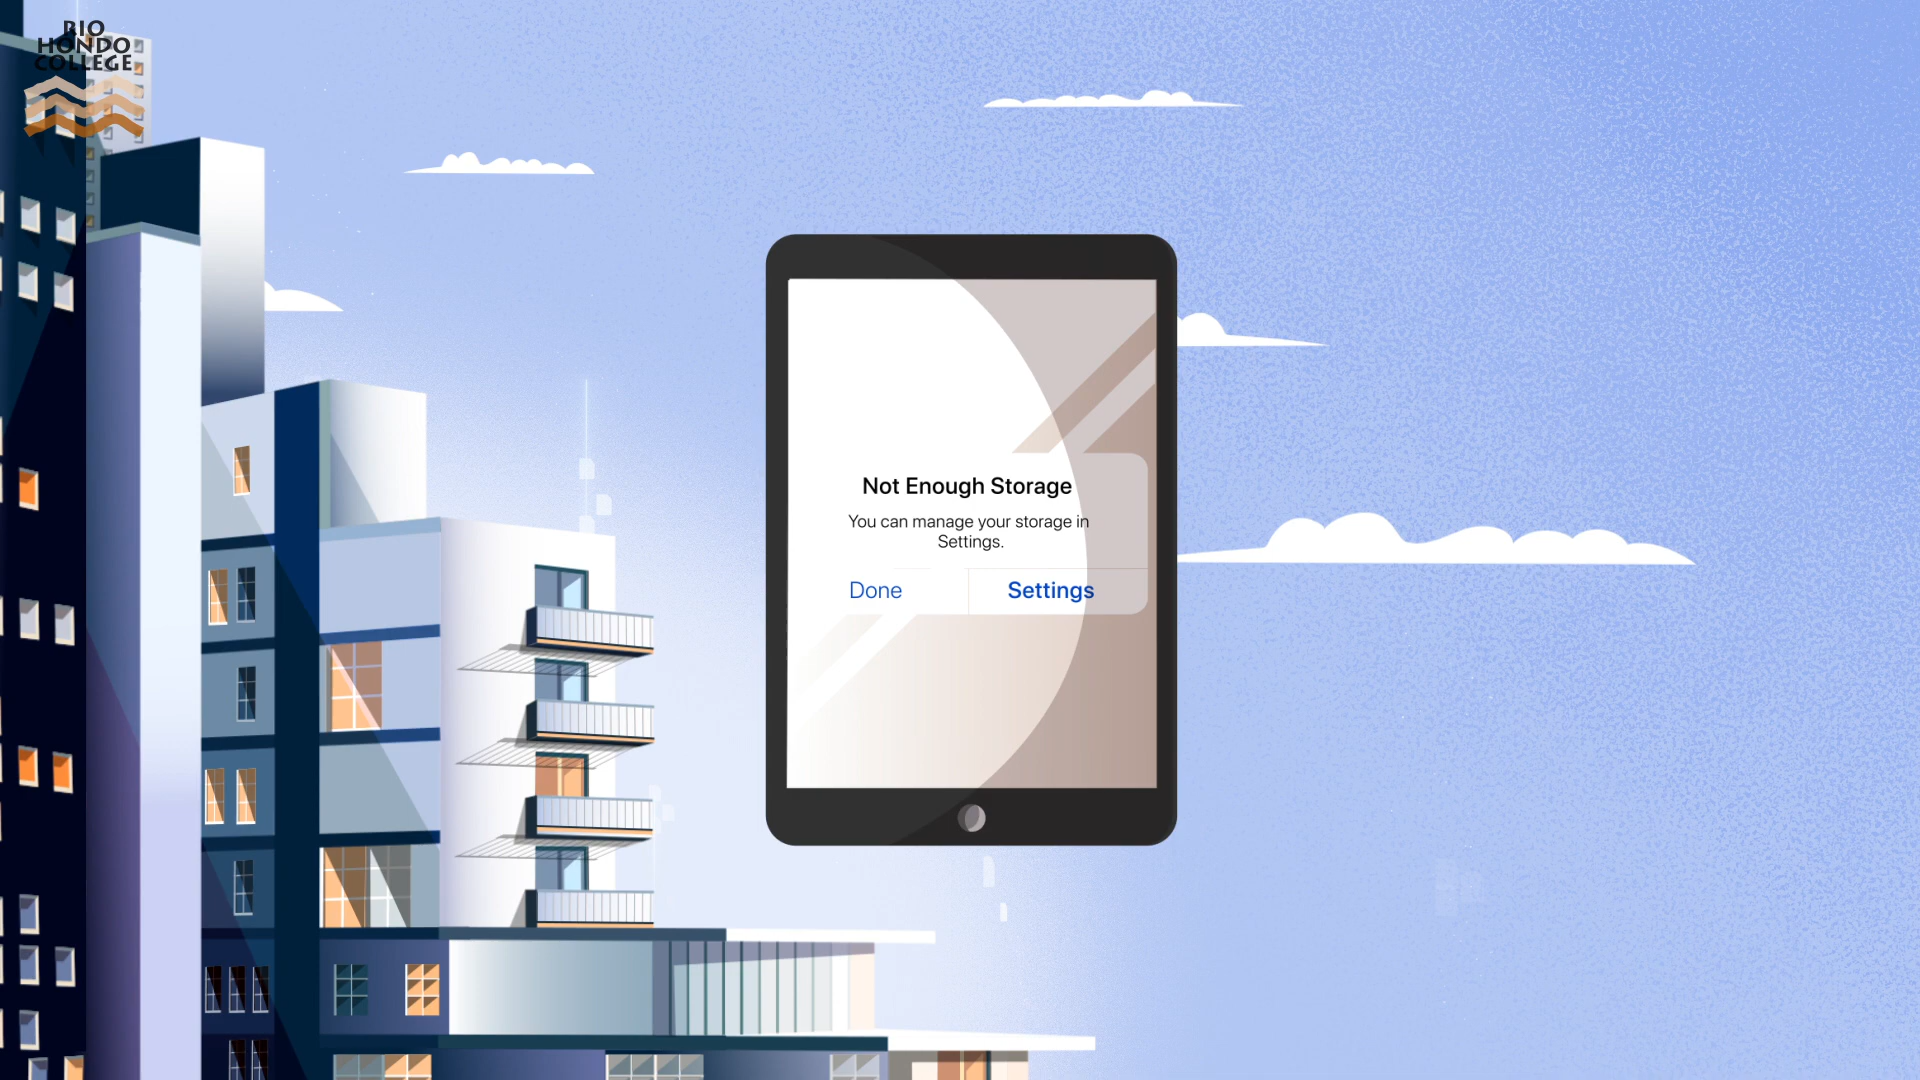 RIO
HONDO
COLLEGE
Not Enough Storage
You can manage your storage in
Settings.
Done
Settings